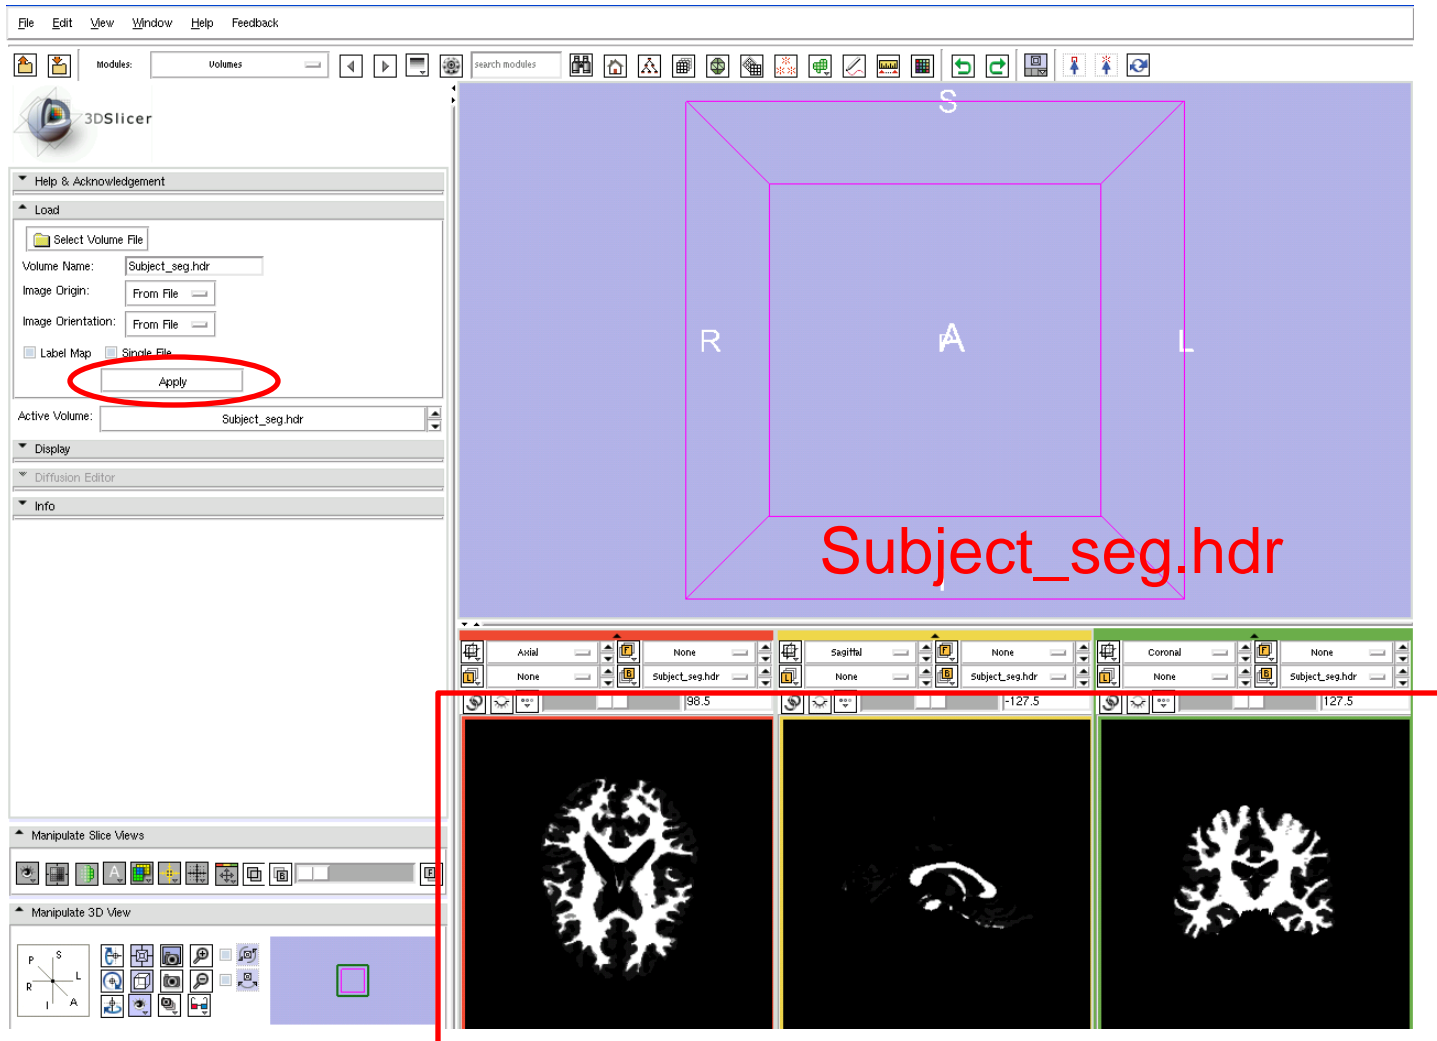 File Edit View Window Help Feedback
Modules: Volumes search modules
3DSlicer
Help & Acknowledgement
Load
Select Volume File
Volume Name: Subject_seg.hdr
Image Origin: From File
Image Orientation: From File
Label Map Single File
Apply
Active Volume: Subject_seg.hdr
Display
Diffusion Editor
Info
S
R A L
P
Subject_seg.hdr
I
Axial F None Sagittal F None Coronal F None
L None B Subject_seg.hdr L None B Subject_seg.hdr L None B Subject_seg.hdr
98.5 -127.5 127.5
Manipulate Slice Views
A B F
Manipulate 3D View
P S
R L
I A